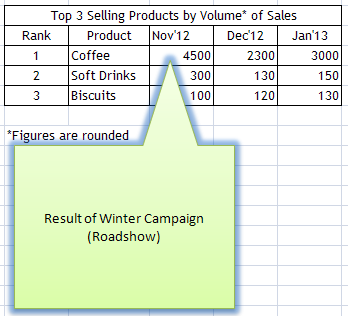 Top 3 Selling Products by Volume* of Sales
Rank Product Nov'12 Dec'12 Jan'13
1 Coffee 4500 2300 3000
2 Soft Drinks 300 130 150
3 Biscuits 100 120 130
*Figures are rounded
Result of Winter Campaign
(Roadshow)